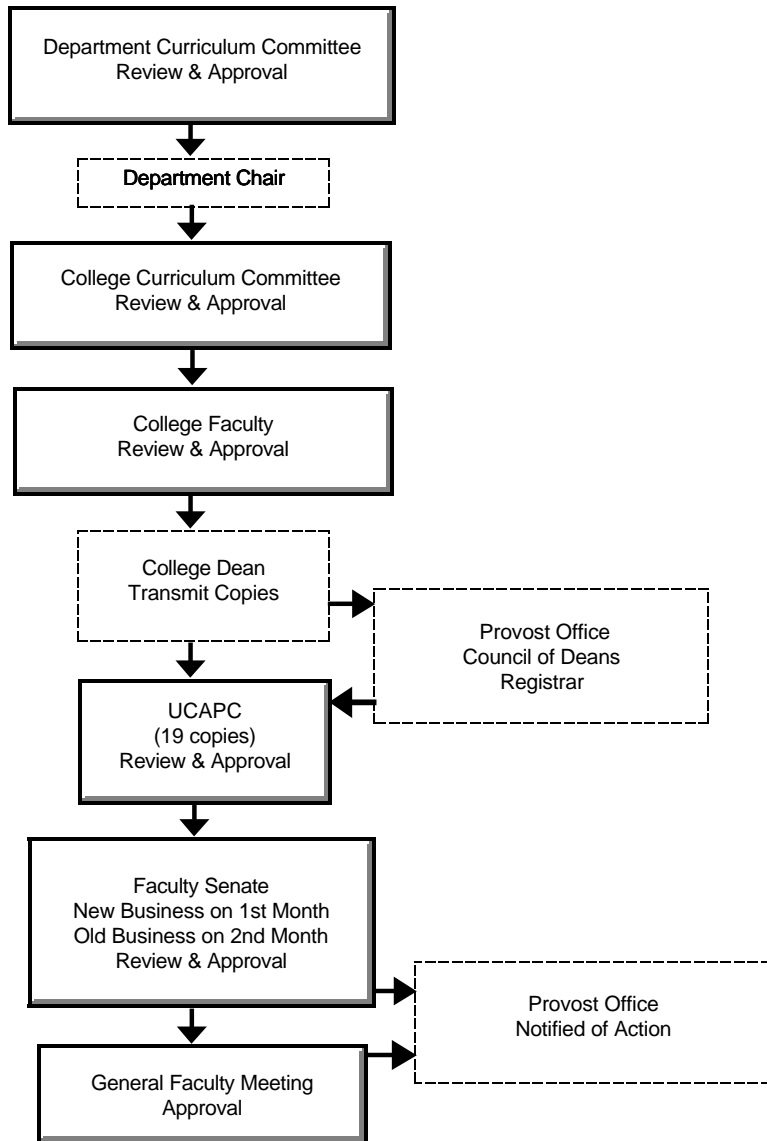 Department Curriculum Committee
Review & Approval
Department Chair
College Curriculum Committee
Review & Approval
College Faculty
Review & Approval
College Dean
Transmit Copies
Provost Office
Council of Deans
Registrar
UCAPC
(19 copies)
Review & Approval
Faculty Senate
New Business on 1st Month
Old Business on 2nd Month
Review & Approval
Provost Office
Notified of Action
General Faculty Meeting
Approval